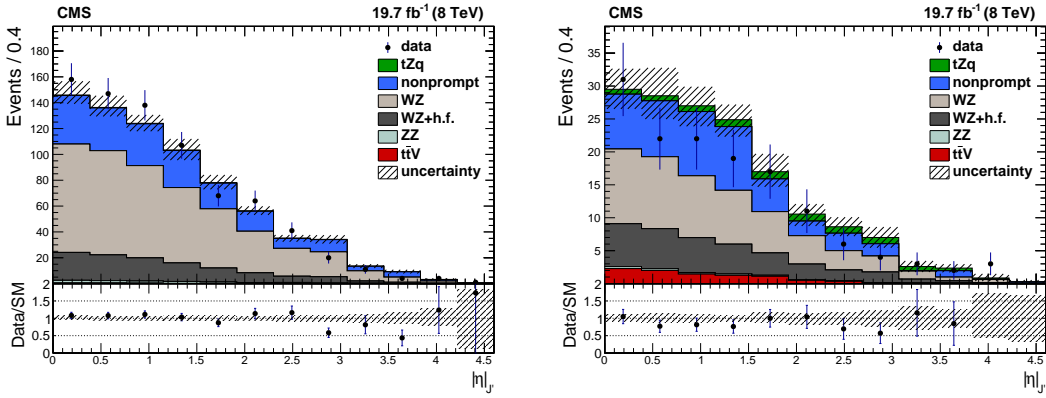 CMS 19.7 fb⁻¹ (8 TeV)
Events / 0.4
180
160
140
120
100
80
60
40
20
2
data
tZq
nonprompt
WZ
WZ+h.f.
ZZ
tt̄V
uncertainty
Data/SM
1.5
1
0.5
0
0 0.5 1 1.5 2 2.5 3 3.5 4 4.5
|η|J'
CMS 19.7 fb⁻¹ (8 TeV)
Events / 0.4
35
30
25
20
15
10
5
2
data
tZq
nonprompt
WZ
WZ+h.f.
ZZ
tt̄V
uncertainty
Data/SM
1.5
1
0.5
0
0 0.5 1 1.5 2 2.5 3 3.5 4 4.5
|η|J'